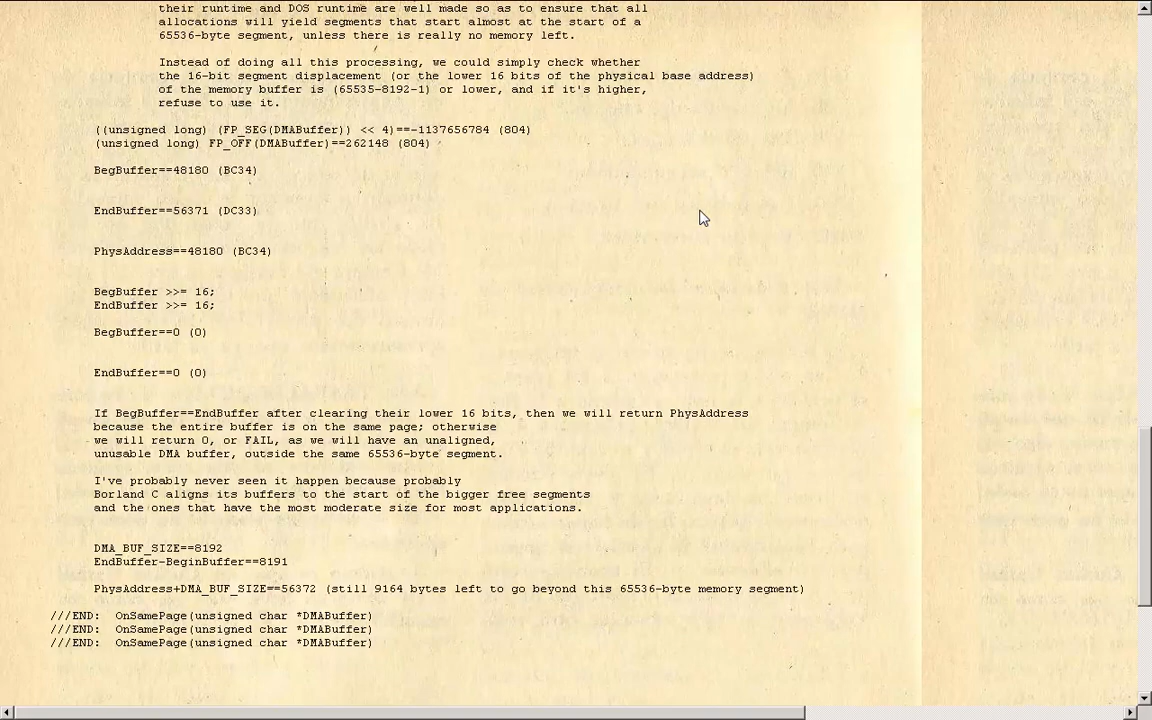 their runtime and DOS runtime are well made so as to ensure that all
allocations will yield segments that start almost at the start of a
65536-byte segment, unless there is really no memory left.
Instead of doing all this processing, we could simply check whether
the 16-bit segment displacement (or the lower 16 bits of the physical base address)
of the memory buffer is (65535-8192-1) or lower, and if it's higher,
refuse to use it.
((unsigned long) (FP_SEG(DMABuffer)) << 4)==-1137656784 (804)
(unsigned long) FP_OFF(DMABuffer)==262148 (804)
BegBuffer==48180 (BC34)
EndBuffer==56371 (DC33)
PhysAddress==48180 (BC34)
BegBuffer >>= 16;
EndBuffer >>= 16;
BegBuffer==0 (0)
EndBuffer==0 (0)
If BegBuffer==EndBuffer after clearing their lower 16 bits, then we will return PhysAddress
because the entire buffer is on the same page; otherwise
we will return 0, or FAIL, as we will have an unaligned,
unusable DMA buffer, outside the same 65536-byte segment.
I've probably never seen it happen because probably
Borland C aligns its buffers to the start of the bigger free segments
and the ones that have the most moderate size for most applications.
DMA_BUF_SIZE==8192
EndBuffer-BeginBuffer==8191
PhysAddress+DMA_BUF_SIZE==56372 (still 9164 bytes left to go beyond this 65536-byte memory segment)
///END:  OnSamePage(unsigned char *DMABuffer)
///END:  OnSamePage(unsigned char *DMABuffer)
///END:  OnSamePage(unsigned char *DMABuffer)